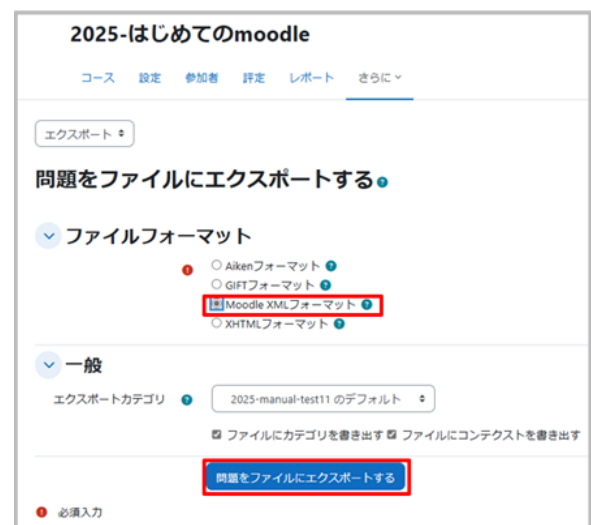 2025-はじめてのmoodle
コース 設定 参加者 評定 レポート さらに
エクスポート
問題をファイルにエクスポートする
ファイルフォーマット
Aikenフォーマット
GIFTフォーマット
Moodle XMLフォーマット
XHTMLフォーマット
一般
エクスポートカテゴリ 2025-manual-test11 のデフォルト
ファイルにカテゴリを書き出す ファイルにコンテクストを書き出す
問題をファイルにエクスポートする
必須入力